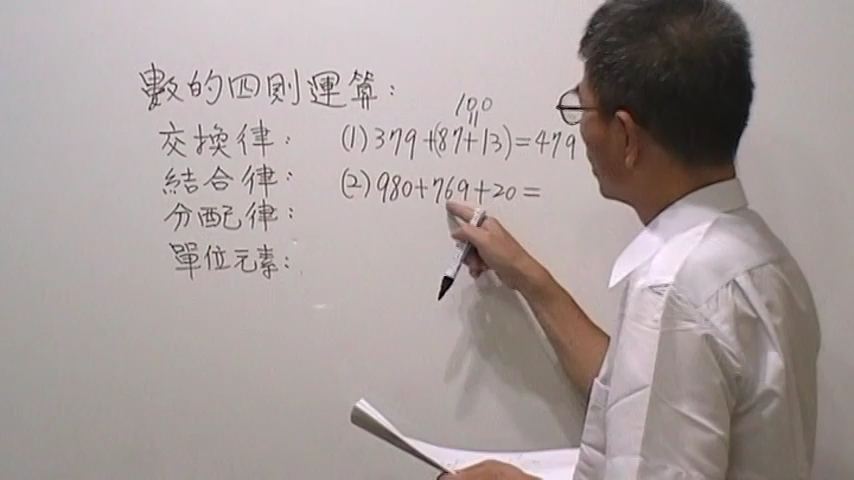 數的四則運算：
交換律：
結合律：
分配律：
單位元素：
100
(1) 379+(87+13)=479
(2) 980+769+20=